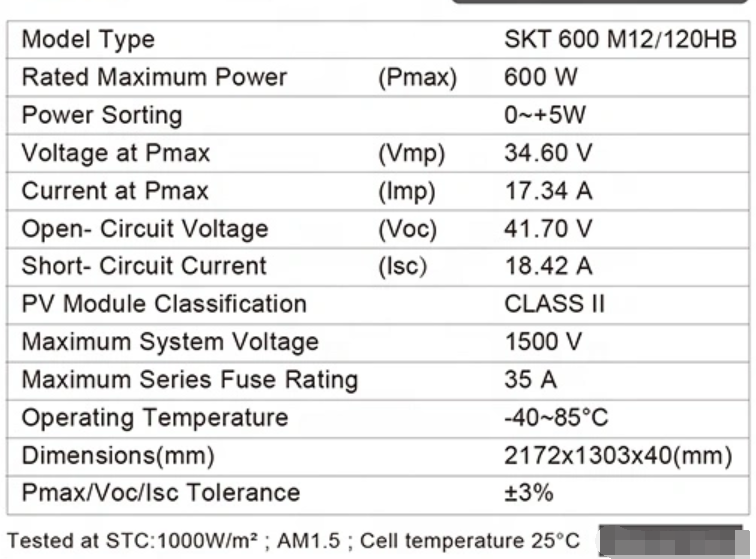 Model Type SKT 600 M12/120HB
Rated Maximum Power (Pmax) 600 W
Power Sorting 0~+5W
Voltage at Pmax (Vmp) 34.60 V
Current at Pmax (Imp) 17.34 A
Open- Circuit Voltage (Voc) 41.70 V
Short- Circuit Current (Isc) 18.42 A
PV Module Classification CLASS II
Maximum System Voltage 1500 V
Maximum Series Fuse Rating 35 A
Operating Temperature -40~85°C
Dimensions(mm) 2172x1303x40(mm)
Pmax/Voc/Isc Tolerance ±3%
Tested at STC:1000W/m² ; AM1.5 ; Cell temperature 25°C